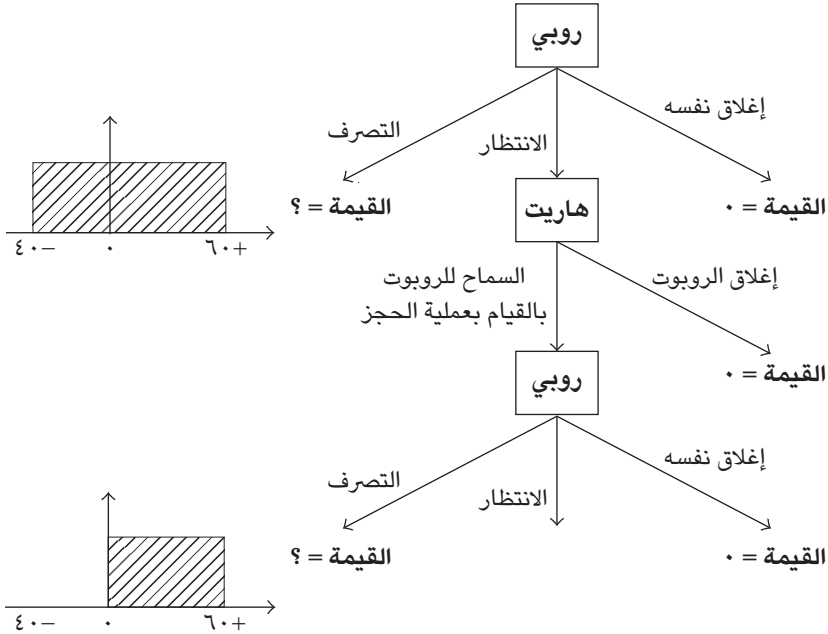 روبي
إغلاق نفسه
التصرف
الانتظار
القيمة = ٠
هاريت
القيمة = ؟
−٤٠
٠
+٦٠
إغلاق الروبوت
السماح للروبوت
بالقيام بعملية الحجز
القيمة = ٠
روبي
إغلاق نفسه
التصرف
الانتظار
القيمة = ٠
القيمة = ؟
−٤٠
٠
+٦٠